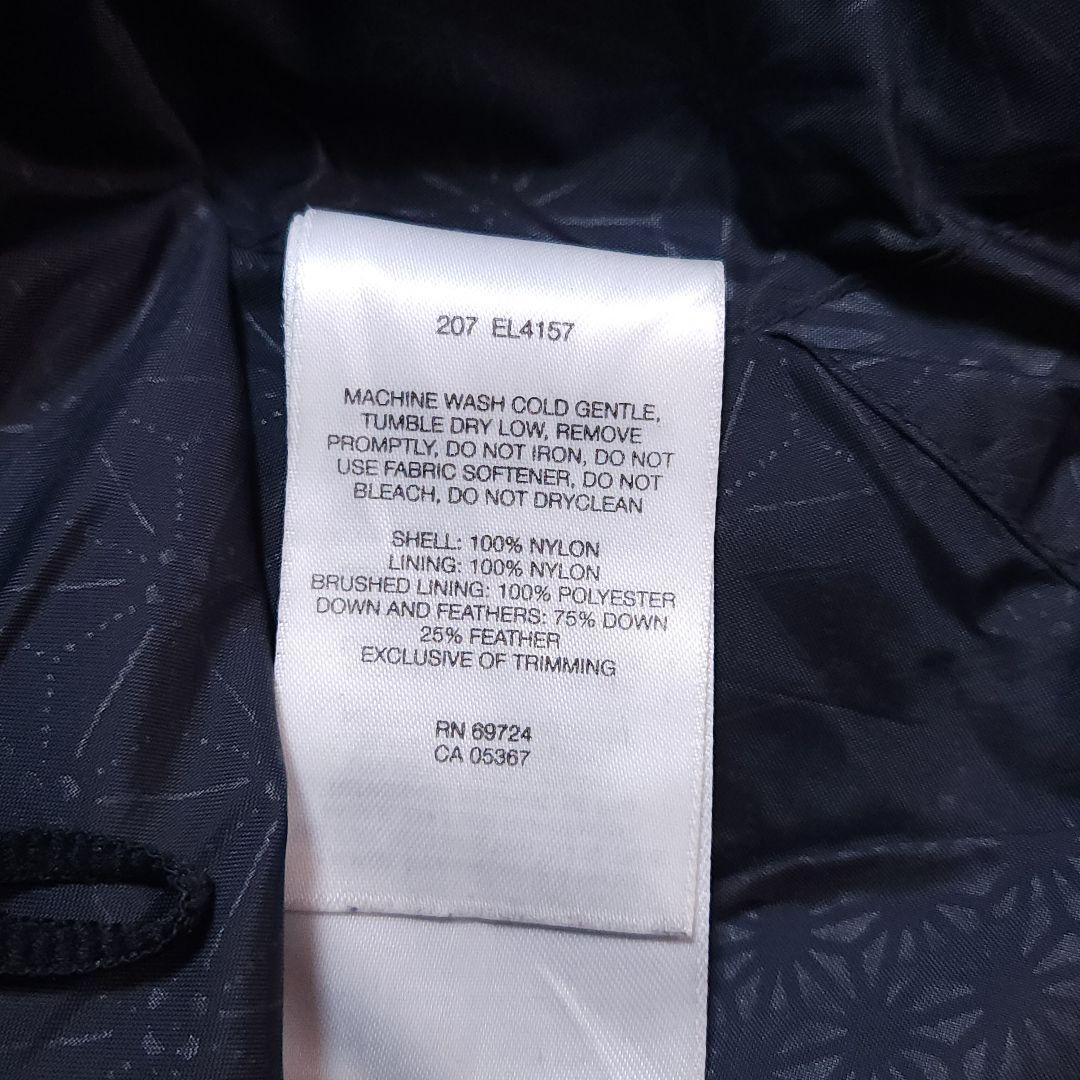 207 EL4157
MACHINE WASH COLD GENTLE,
TUMBLE DRY LOW, REMOVE
PROMPTLY, DO NOT IRON, DO NOT
USE FABRIC SOFTENER, DO NOT
BLEACH, DO NOT DRYCLEAN
SHELL: 100% NYLON
LINING: 100% NYLON
BRUSHED LINING: 100% POLYESTER
DOWN AND FEATHERS: 75% DOWN
25% FEATHER
EXCLUSIVE OF TRIMMING
RN 69724
CA 05367